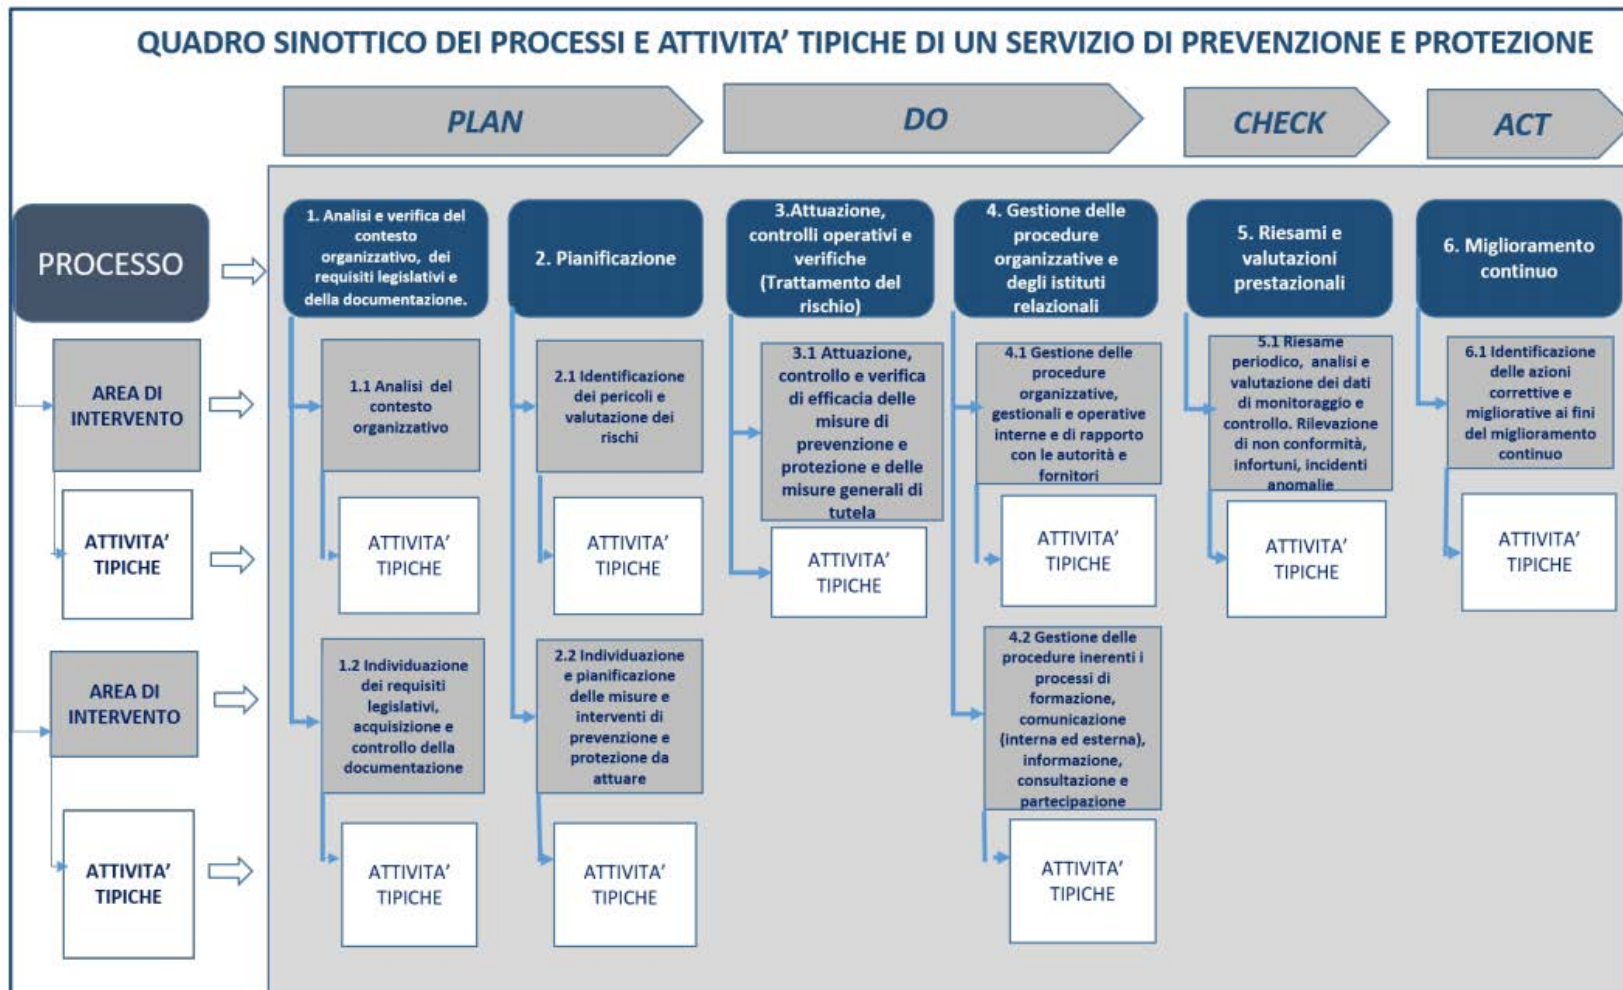 QUADRO SINOTTICO DEI PROCESSI E ATTIVITA' TIPICHE DI UN SERVIZIO DI PREVENZIONE E PROTEZIONE
PLAN
DO
CHECK
ACT
PROCESSO
1. Analisi e verifica del
contesto
organizzativo, dei
requisiti legislativi e
della documentazione.
2. Pianificazione
3.Attuazione,
controlli operativi e
verifiche
(Trattamento del
rischio)
4. Gestione delle
procedure
organizzative e
degli istituti
relazionali
5. Riesami e
valutazioni
prestazionali
6. Miglioramento
continuo
AREA DI
INTERVENTO
1.1 Analisi del
contesto
organizzativo
2.1 Identificazione
dei pericoli e
valutazione dei
rischi
3.1 Attuazione,
controllo e verifica
di efficacia delle
misure di
prevenzione e
protezione e delle
misure generali di
tutela
4.1 Gestione delle
procedure
organizzative,
gestionali e operative
interne e di rapporto
con le autorità e
fornitori
5.1 Riesame
periodico, analisi e
valutazione dei dati
di monitoraggio e
controllo. Rilevazione
di non conformità,
infortuni, incidenti
anomalie
6.1 Identificazione
delle azioni
correttive e
migliorative ai fini
del miglioramento
continuo
ATTIVITA'
TIPICHE
ATTIVITA'
TIPICHE
ATTIVITA'
TIPICHE
ATTIVITA'
TIPICHE
ATTIVITA'
TIPICHE
ATTIVITA'
TIPICHE
ATTIVITA'
TIPICHE
AREA DI
INTERVENTO
1.2 Individuazione
dei requisiti
legislativi,
acquisizione e
controllo della
documentazione
2.2 Individuazione
e pianificazione
delle misure e
interventi di
prevenzione e
protezione da
attuare
4.2 Gestione delle
procedure inerenti i
processi di
formazione,
comunicazione
(interna ed esterna),
informazione,
consultazione e
partecipazione
ATTIVITA'
TIPICHE
ATTIVITA'
TIPICHE
ATTIVITA'
TIPICHE
ATTIVITA'
TIPICHE